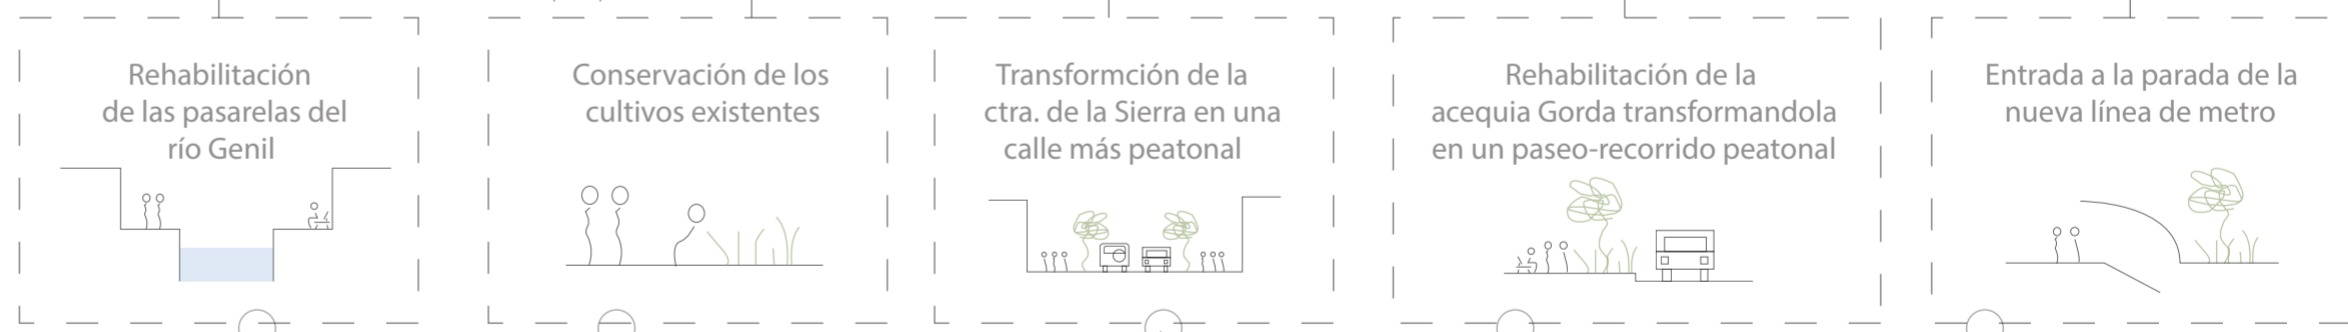 Rehabilitación
de las pasarelas del
río Genil
Conservación de los
cultivos existentes
Transformción de la
ctra. de la Sierra en una
calle más peatonal
Rehabilitación de la
acequia Gorda transformandola
en un paseo-recorrido peatonal
Entrada a la parada de la
nueva línea de metro